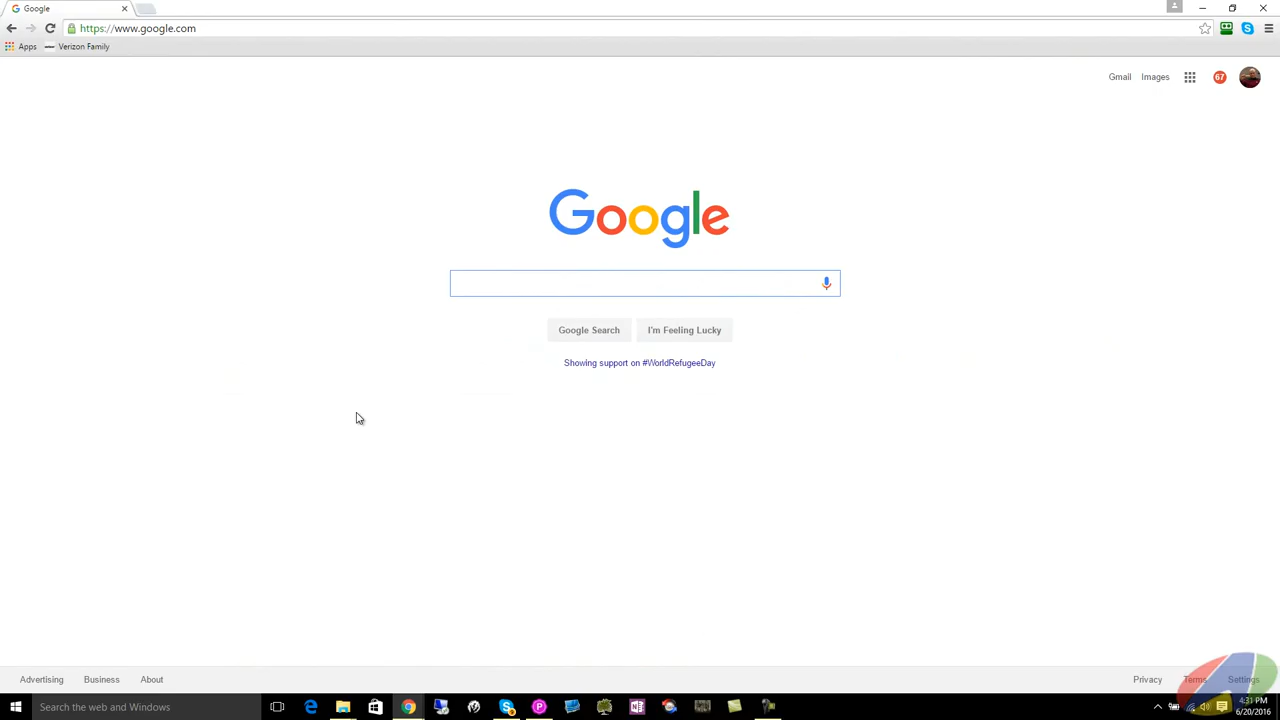 Google
https://www.google.com
Apps Verizon Family
Gmail Images 67
Google
Google Search I'm Feeling Lucky
Showing support on #WorldRefugeeDay
Advertising Business About Privacy Terms Settings
Search the web and Windows
4:31 PM
6/20/2016